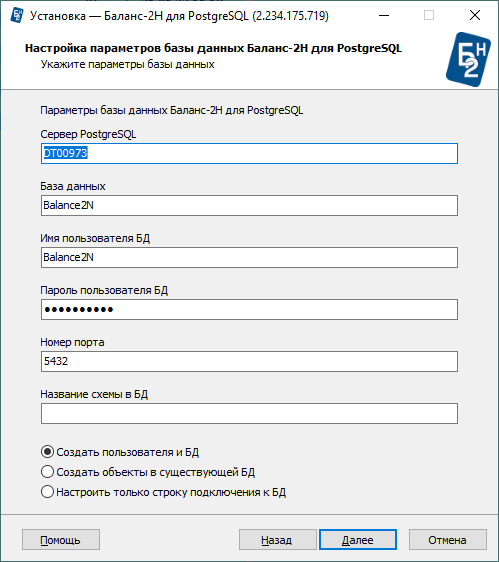 Установка — Баланс-2Н для PostgreSQL (2.234.175.719)
Настройка параметров базы данных Баланс-2Н для PostgreSQL
Укажите параметры базы данных
Б Н 2
Параметры базы данных Баланс-2Н для PostgreSQL
Сервер PostgreSQL
DT00973
База данных
Balance2N
Имя пользователя БД
Balance2N
Пароль пользователя БД
●●●●●●●●●●
Номер порта
5432
Название схемы в БД
Создать пользователя и БД
Создать объекты в существующей БД
Настроить только строку подключения к БД
Помощь Назад Далее Отмена